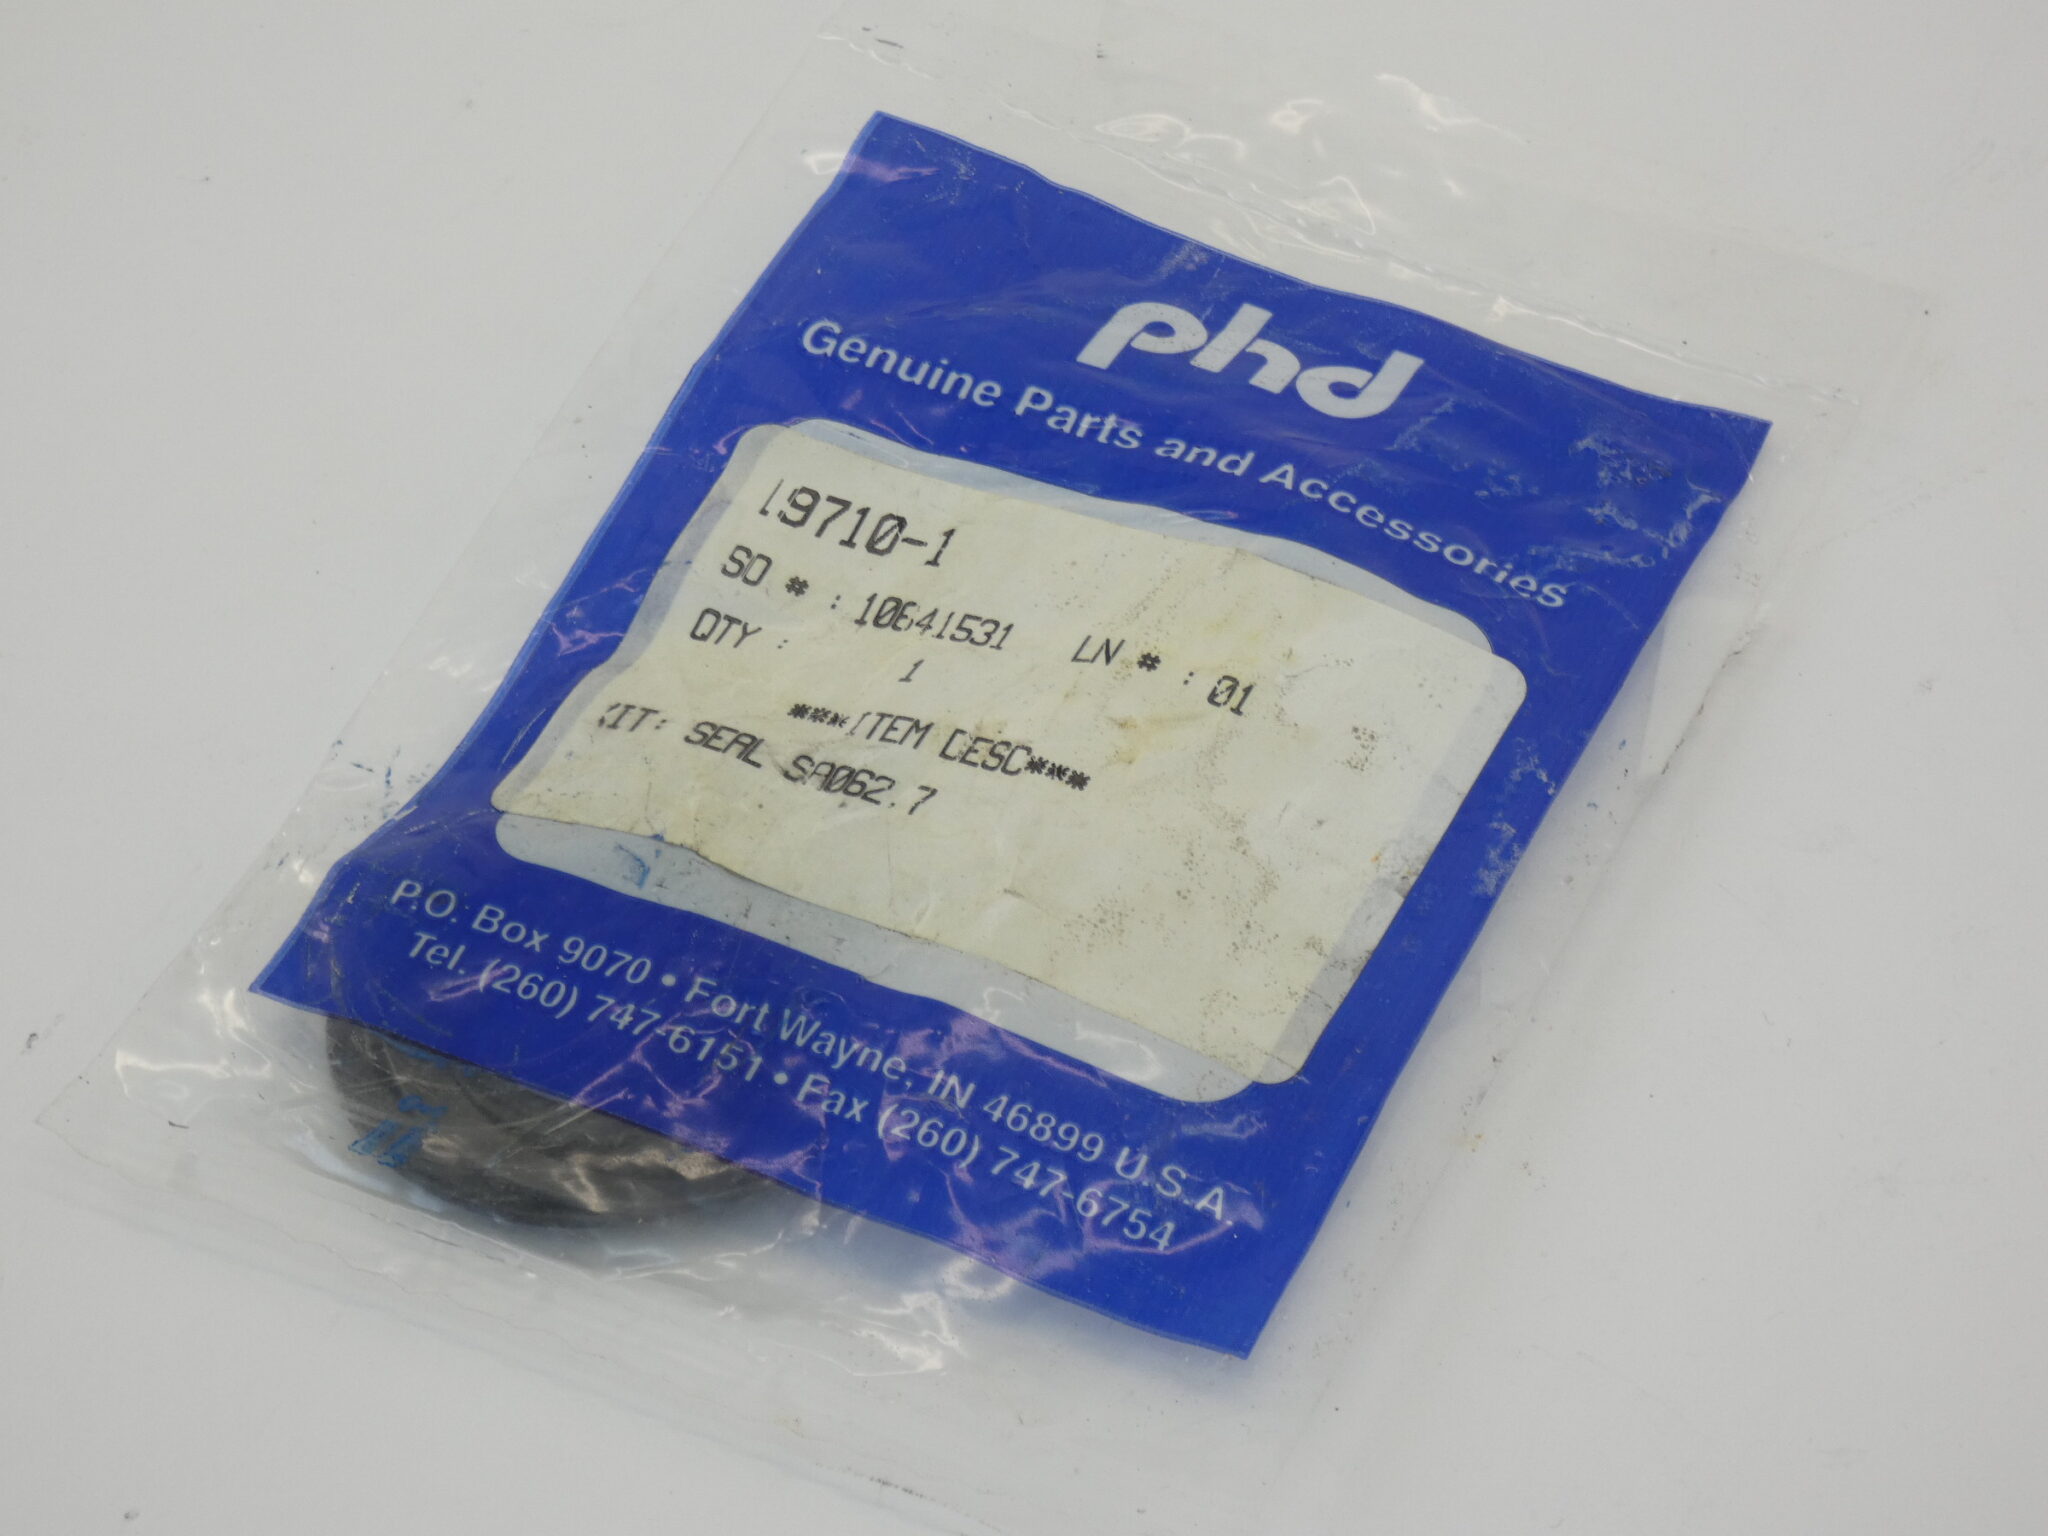 phd
Genuine Parts and Accessories
19710-1
SO # : 10641531 LN # : 01
QTY : 1
***ITEM DESC***
KIT: SEAL SA062.7
P.O. Box 9070 • Fort Wayne, IN 46899 U.S.A.
Tel. (260) 747-6151 • Fax (260) 747-6754